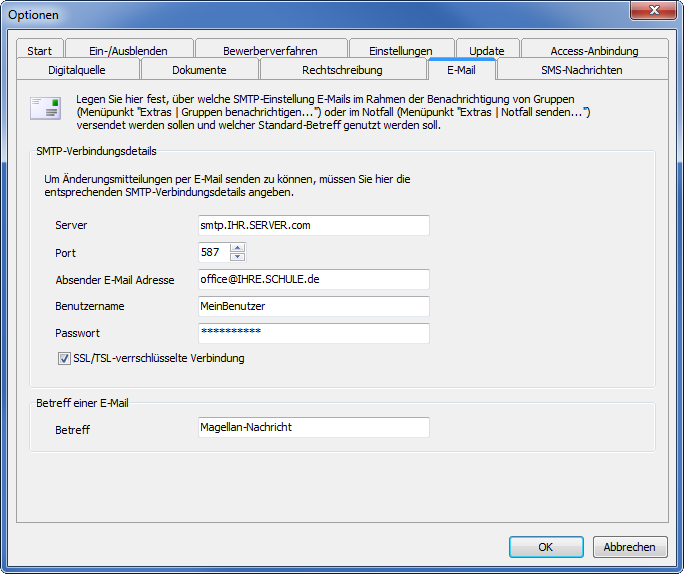 Optionen
Start Ein-/Ausblenden Bewerberverfahren Einstellungen Update Access-Anbindung
Digitalquelle Dokumente Rechtschreibung E-Mail SMS-Nachrichten
Legen Sie hier fest, über welche SMTP-Einstellung E-Mails im Rahmen der Benachrichtigung von Gruppen
(Menüpunkt "Extras | Gruppen benachrichtigen...") oder im Notfall (Menüpunkt "Extras | Notfall senden...")
versendet werden sollen und welcher Standard-Betreff genutzt werden soll.
SMTP-Verbindungsdetails
Um Änderungsmitteilungen per E-Mail senden zu können, müssen Sie hier die
entsprechenden SMTP-Verbindungsdetails angeben.
Server smtp.IHR.SERVER.com
Port 587
Absender E-Mail Adresse office@IHRE.SCHULE.de
Benutzername MeinBenutzer
Passwort **********
SSL/TSL-verrschlüsselte Verbindung
Betreff einer E-Mail
Betreff Magellan-Nachricht
OK Abbrechen